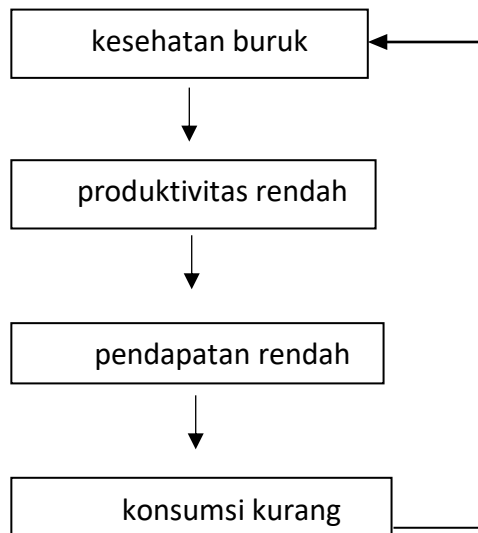 kesehatan buruk
produktivitas rendah
pendapatan rendah
konsumsi kurang